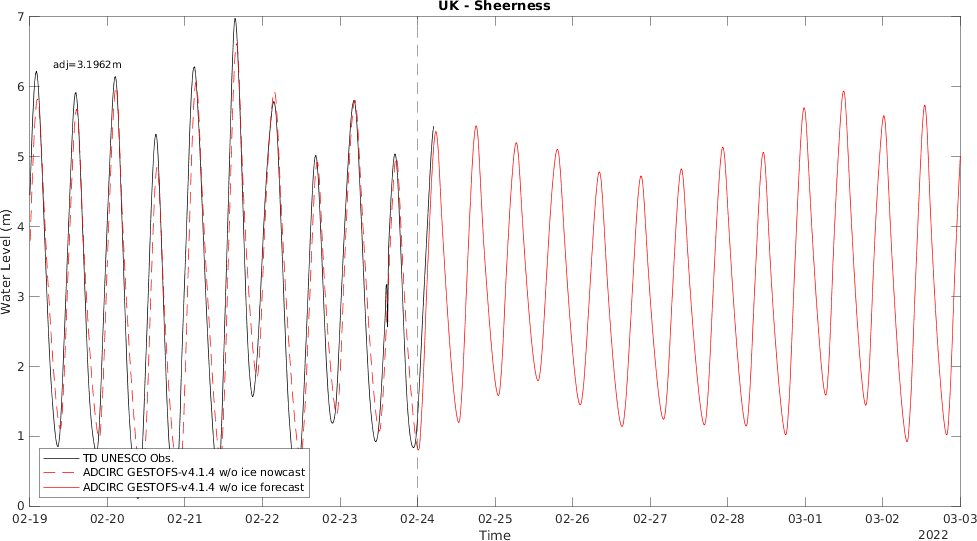 UK - Sheerness
7
adj=3.1962m
6
5
4
3
2
1
0
Water Level (m)
TD UNESCO Obs.
ADCIRC GESTOFS-v4.1.4 w/o ice nowcast
ADCIRC GESTOFS-v4.1.4 w/o ice forecast
02-19 02-20 02-21 02-22 02-23 02-24 02-25 02-26 02-27 02-28 03-01 03-02 03-03
Time
2022